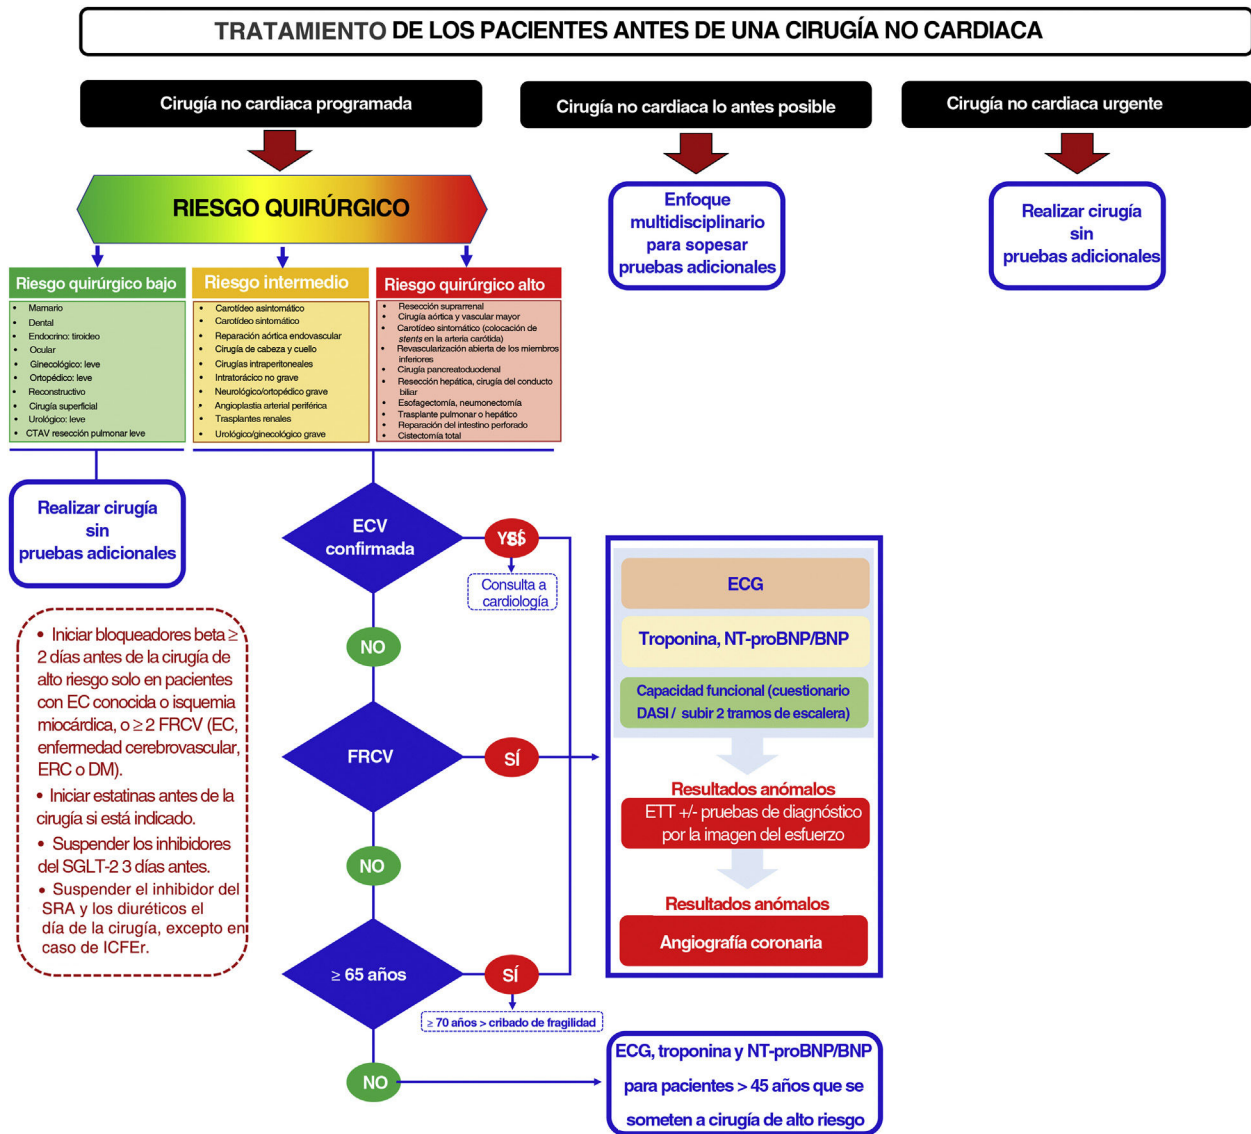 TRATAMIENTO DE LOS PACIENTES ANTES DE UNA CIRUGÍA NO CARDIACA
Cirugía no cardiaca programada
Cirugía no cardiaca lo antes posible
Cirugía no cardiaca urgente
RIESGO QUIRÚRGICO
Enfoque
multidisciplinario
para sopesar
pruebas adicionales
Realizar cirugía
sin
pruebas adicionales
Riesgo quirúrgico bajo
• Mamario
• Dental
• Endocrino: tiroideo
• Ocular
• Ginecológico: leve
• Ortopédico: leve
• Reconstructivo
• Cirugía superficial
• Urológico: leve
• CTAV resección pulmonar leve
Riesgo intermedio
• Carotídeo asintomático
• Carotídeo sintomático
• Reparación aórtica endovascular
• Cirugía de cabeza y cuello
• Cirugías intraperitoneales
• Intratorácico no grave
• Neurológico/ortopédico grave
• Angioplastia arterial periférica
• Trasplantes renales
• Urológico/ginecológico grave
Riesgo quirúrgico alto
• Resección suprarrenal
• Cirugía aórtica y vascular mayor
• Carotídeo sintomático (colocación de
stents en la arteria carótida)
• Revascularización abierta de los miembros
inferiores
• Cirugía pancreatoduodenal
• Resección hepática, cirugía del conducto
biliar
• Esofagectomía, neumonectomía
• Trasplante pulmonar o hepático
• Reparación del intestino perforado
• Cistectomía total
Realizar cirugía
sin
pruebas adicionales
ECV
confirmada
SÍ
Consulta a
cardiología
NO
FRCV
SÍ
NO
≥ 65 años
SÍ
≥ 70 años > cribado de fragilidad
NO
• Iniciar bloqueadores beta ≥
2 días antes de la cirugía de
alto riesgo solo en pacientes
con EC conocida o isquemia
miocárdica, o ≥ 2 FRCV (EC,
enfermedad cerebrovascular,
ERC o DM).
• Iniciar estatinas antes de la
cirugía si está indicado.
• Suspender los inhibidores
del SGLT-2 3 días antes.
• Suspender el inhibidor del
SRA y los diuréticos el
día de la cirugía, excepto en
caso de ICFEr.
ECG
Troponina, NT-proBNP/BNP
Capacidad funcional (cuestionario
DASI / subir 2 tramos de escalera)
Resultados anómalos
ETT +/- pruebas de diagnóstico
por la imagen del esfuerzo
Resultados anómalos
Angiografía coronaria
ECG, troponina y NT-proBNP/BNP
para pacientes > 45 años que se
someten a cirugía de alto riesgo